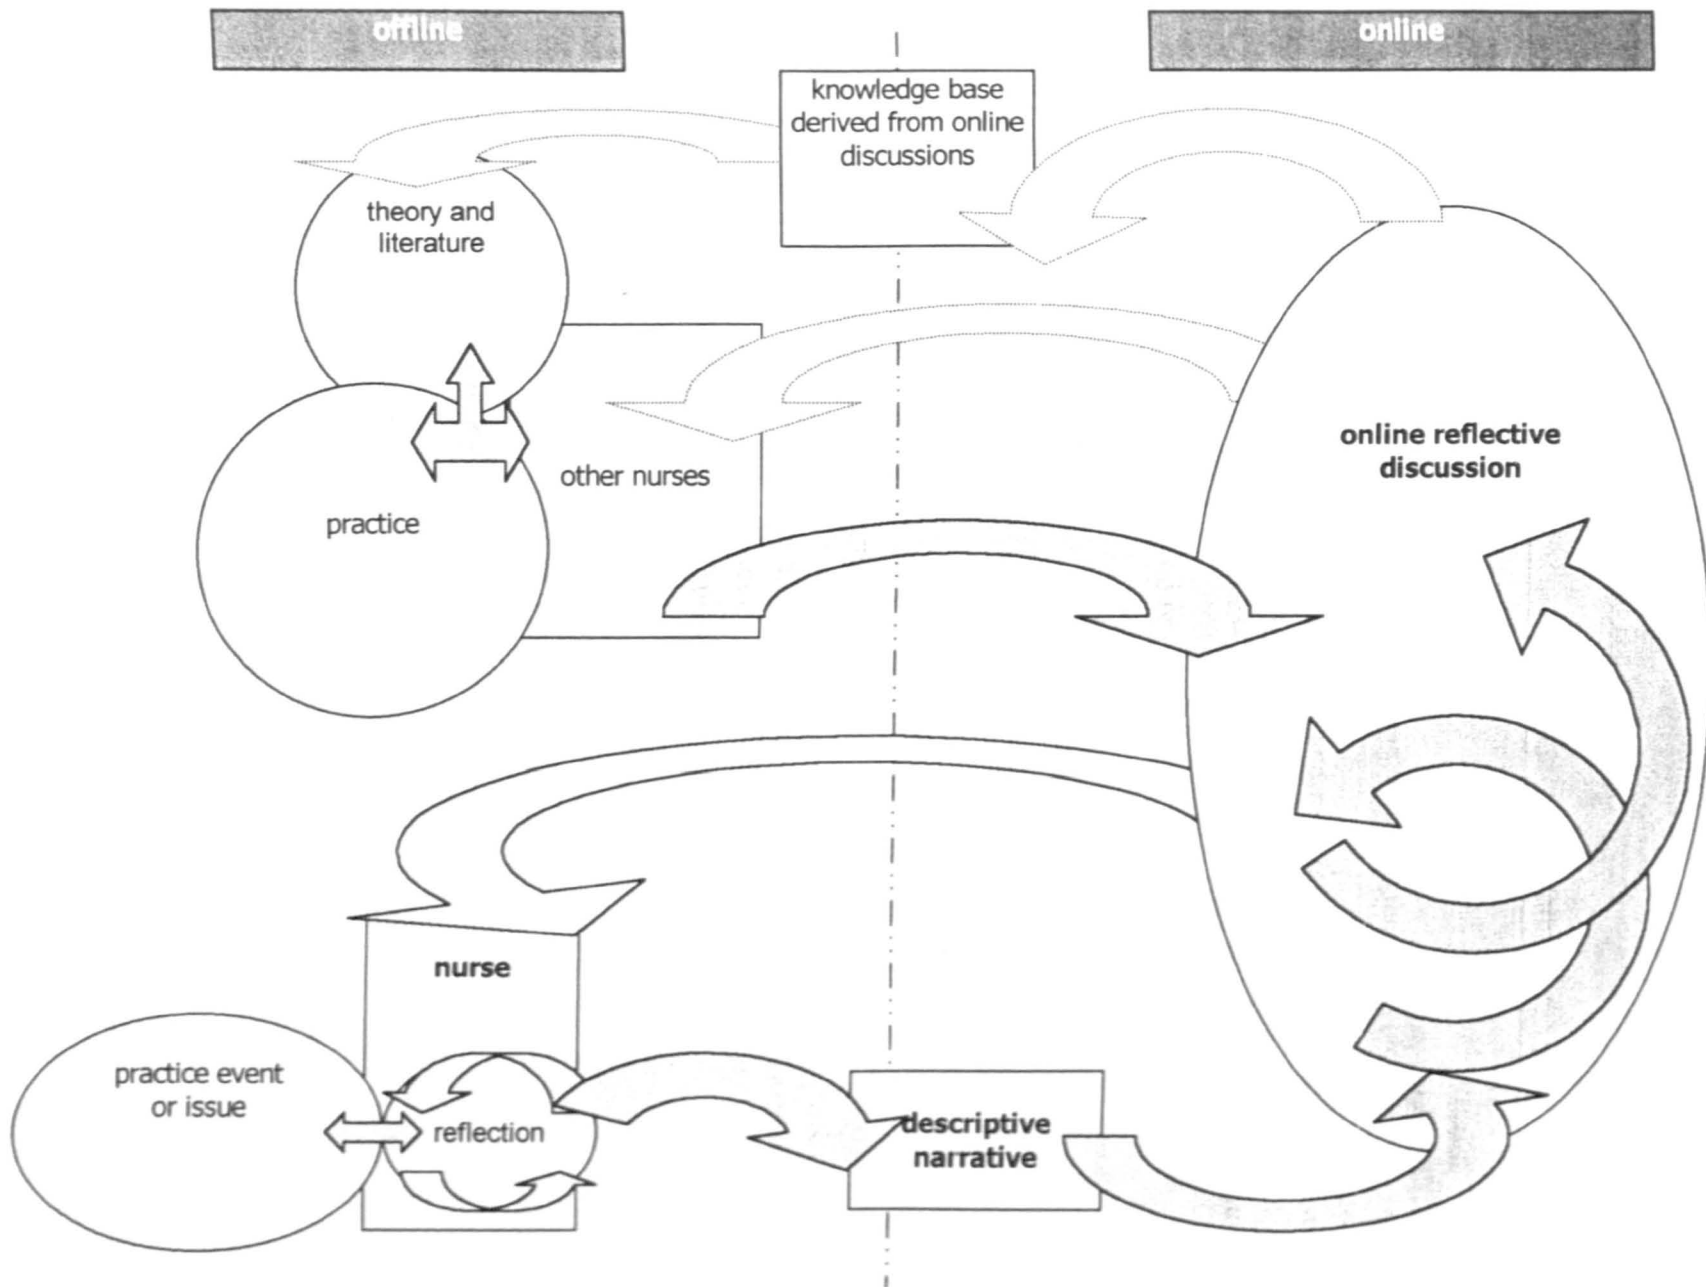 offline
online
knowledge base
derived from online
discussions
theory and
literature
other nurses
practice
online reflective
discussion
nurse
practice event
or issue
reflection
descriptive
narrative